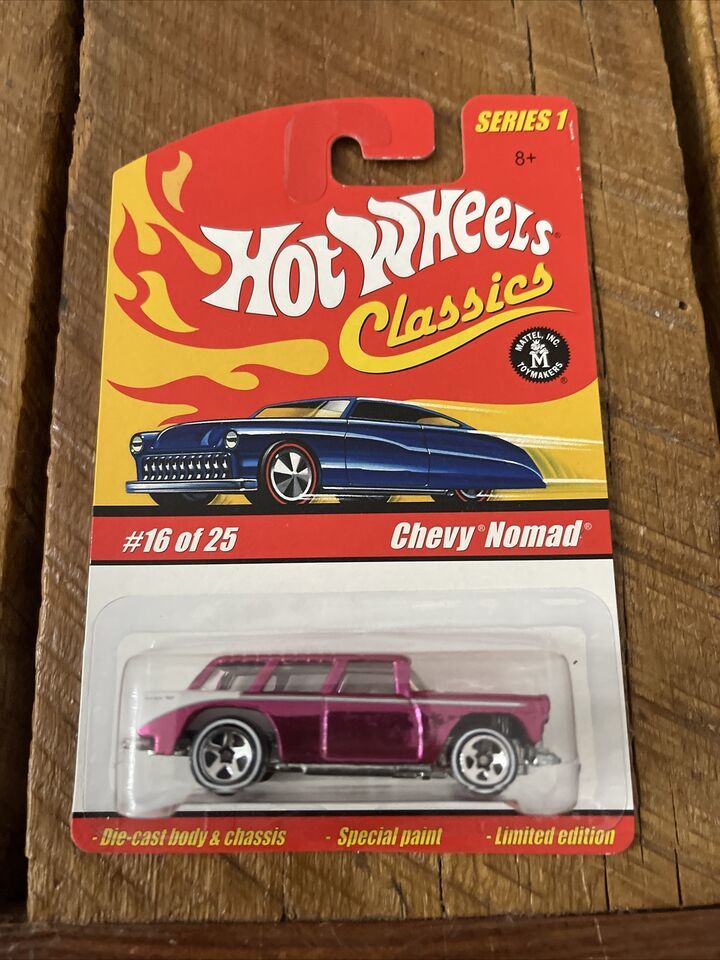 SERIES 1
8+
HOT WHEELS®
Classics
MATTEL, INC.
M
TOYMAKERS
®
#16 of 25
Chevy® Nomad®
- Die-cast body & chassis - Special paint - Limited edition